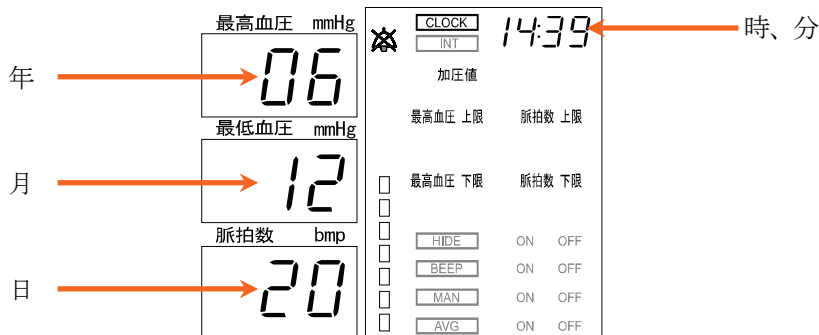 最高血圧 mmHg
CLOCK
14:39
時、分
INT
年
06
加圧値
最高血圧 上限 脈拍数 上限
最低血圧 mmHg
月
12
最高血圧 下限 脈拍数 下限
脈拍数 bmp
HIDE ON OFF
BEEP ON OFF
日
20
MAN ON OFF
AVG ON OFF